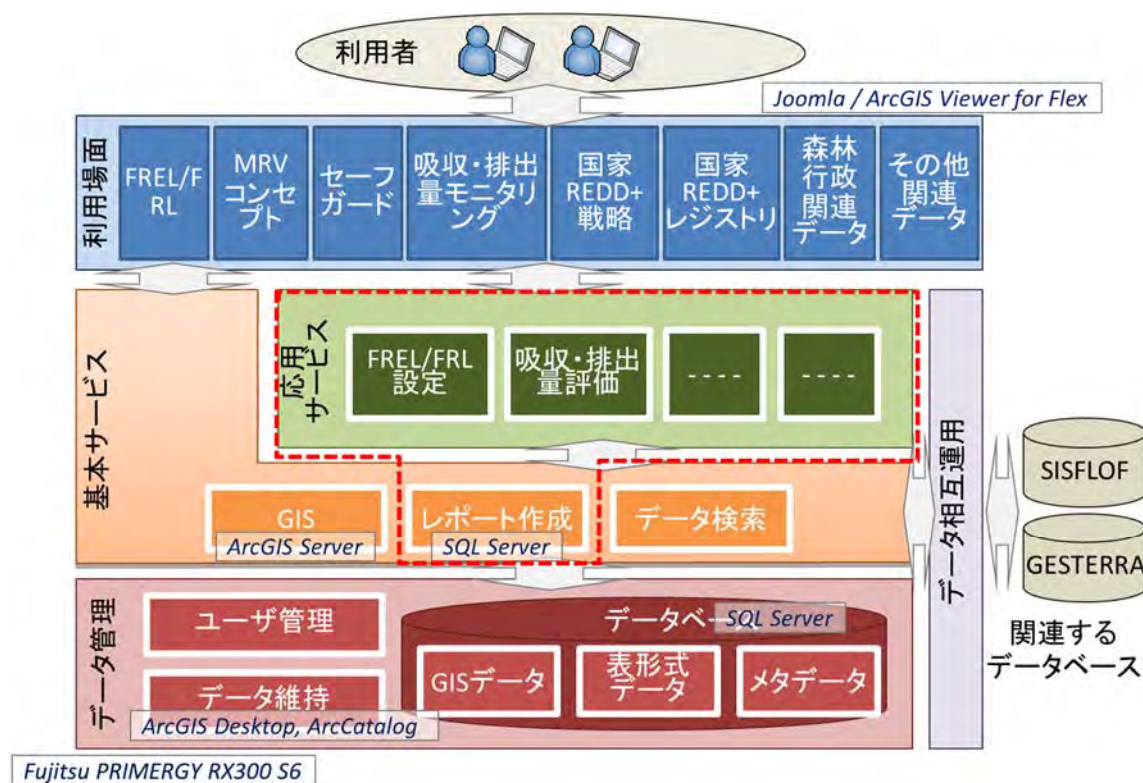 利用者
Joomla / ArcGIS Viewer for Flex
利用場面
FREL/F
RL
MRV
コンセ
プト
セーフ
ガード
吸収・排出
量モニタリ
ング
国家
REDD+
戦略
国家
REDD+
レジストリ
森林
行政
関連
データ
その他
関連
データ
基本サービス
応用
サービス
FREL/FRL
設定
吸収・排出
量評価
- - - -
- - - -
GIS
ArcGIS Server
レポート作成
SQL Server
データ検索
データ相互運用
SISFLOF
GESTERRA
関連する
データベース
データ管理
ユーザ管理
データ維持
ArcGIS Desktop, ArcCatalog
データベース
SQL Server
GISデータ
表形式
データ
メタデータ
Fujitsu PRIMERGY RX300 S6